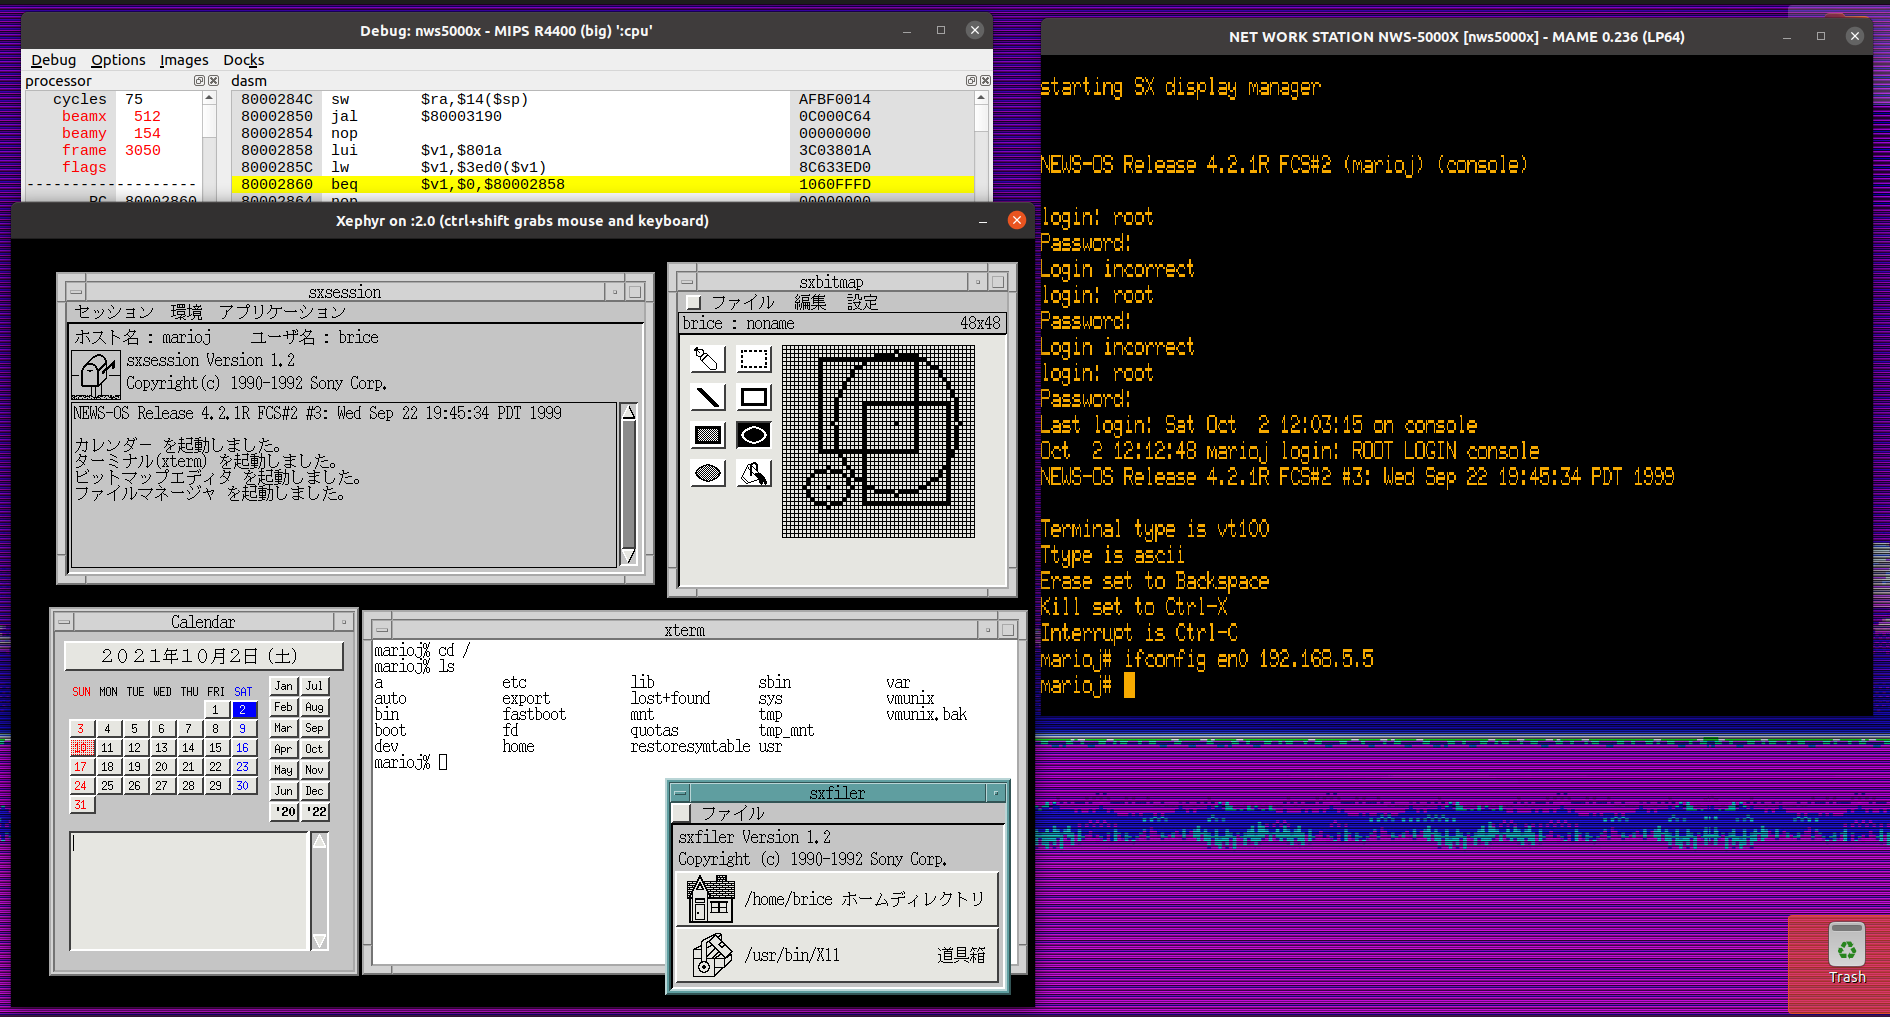 Debug: nws5000x - MIPS R4400 (big) ':cpu'
Debug Options Images Docks
processor
cycles 75
beamx 512
beamy 154
frame 3050
flags
-------------------
PC 80002860
dasm
8000284C sw $ra,$14($sp) AFBF0014
80002850 jal $80003190 0C000C64
80002854 nop 00000000
80002858 lui $v1,$801a 3C03801A
8000285C lw $v1,$3ed0($v1) 8C633ED0
80002860 beq $v1,$0,$80002858 1060FFFD
80002864 nop 00000000
Xephyr on :2.0 (ctrl+shift grabs mouse and keyboard)
sxsession
セッション 環境 アプリケーション
ホスト名 : marioj ユーザ名 : brice
sxsession Version 1.2
Copyright(c) 1990-1992 Sony Corp.
NEWS-OS Release 4.2.1R FCS#2 #3: Wed Sep 22 19:45:34 PDT 1999
カレンダー を起動しました。
ターミナル(xterm) を起動しました。
ビットマップエディタ を起動しました。
ファイルマネージャ を起動しました。
sxbitmap
ファイル 編集 設定
brice : noname 48x48
Calendar
2021年10月2日 (土)
SUN MON TUE WED THU FRI SAT
1 2
3 4 5 6 7 8 9
10 11 12 13 14 15 16
17 18 19 20 21 22 23
24 25 26 27 28 29 30
31
Jan Jul
Feb Aug
Mar Sep
Apr Oct
May Nov
Jun Dec
'20 '22
xterm
marioj% cd /
marioj% ls
a etc lib sbin var
auto export lost+found sys vmunix
bin fastboot mnt tmp vmunix.bak
boot fd quotas tmp_mnt
dev home restoresymtable usr
marioj%
sxfiler
ファイル
sxfiler Version 1.2
Copyright (c) 1990-1992 Sony Corp.
/home/brice ホームディレクトリ
/usr/bin/X11 道具箱
NET WORK STATION NWS-5000X [nws5000x] - MAME 0.236 (LP64)
starting SX display manager
NEWS-OS Release 4.2.1R FCS#2 (marioj) (console)
login: root
Password:
Login incorrect
login: root
Password:
Login incorrect
login: root
Password:
Last login: Sat Oct 2 12:03:15 on console
Oct 2 12:12:48 marioj login: ROOT LOGIN console
NEWS-OS Release 4.2.1R FCS#2 #3: Wed Sep 22 19:45:34 PDT 1999
Terminal type is vt100
Ttype is ascii
Erase set to Backspace
Kill set to Ctrl-X
Interrupt is Ctrl-C
marioj# ifconfig en0 192.168.5.5
marioj#
Trash